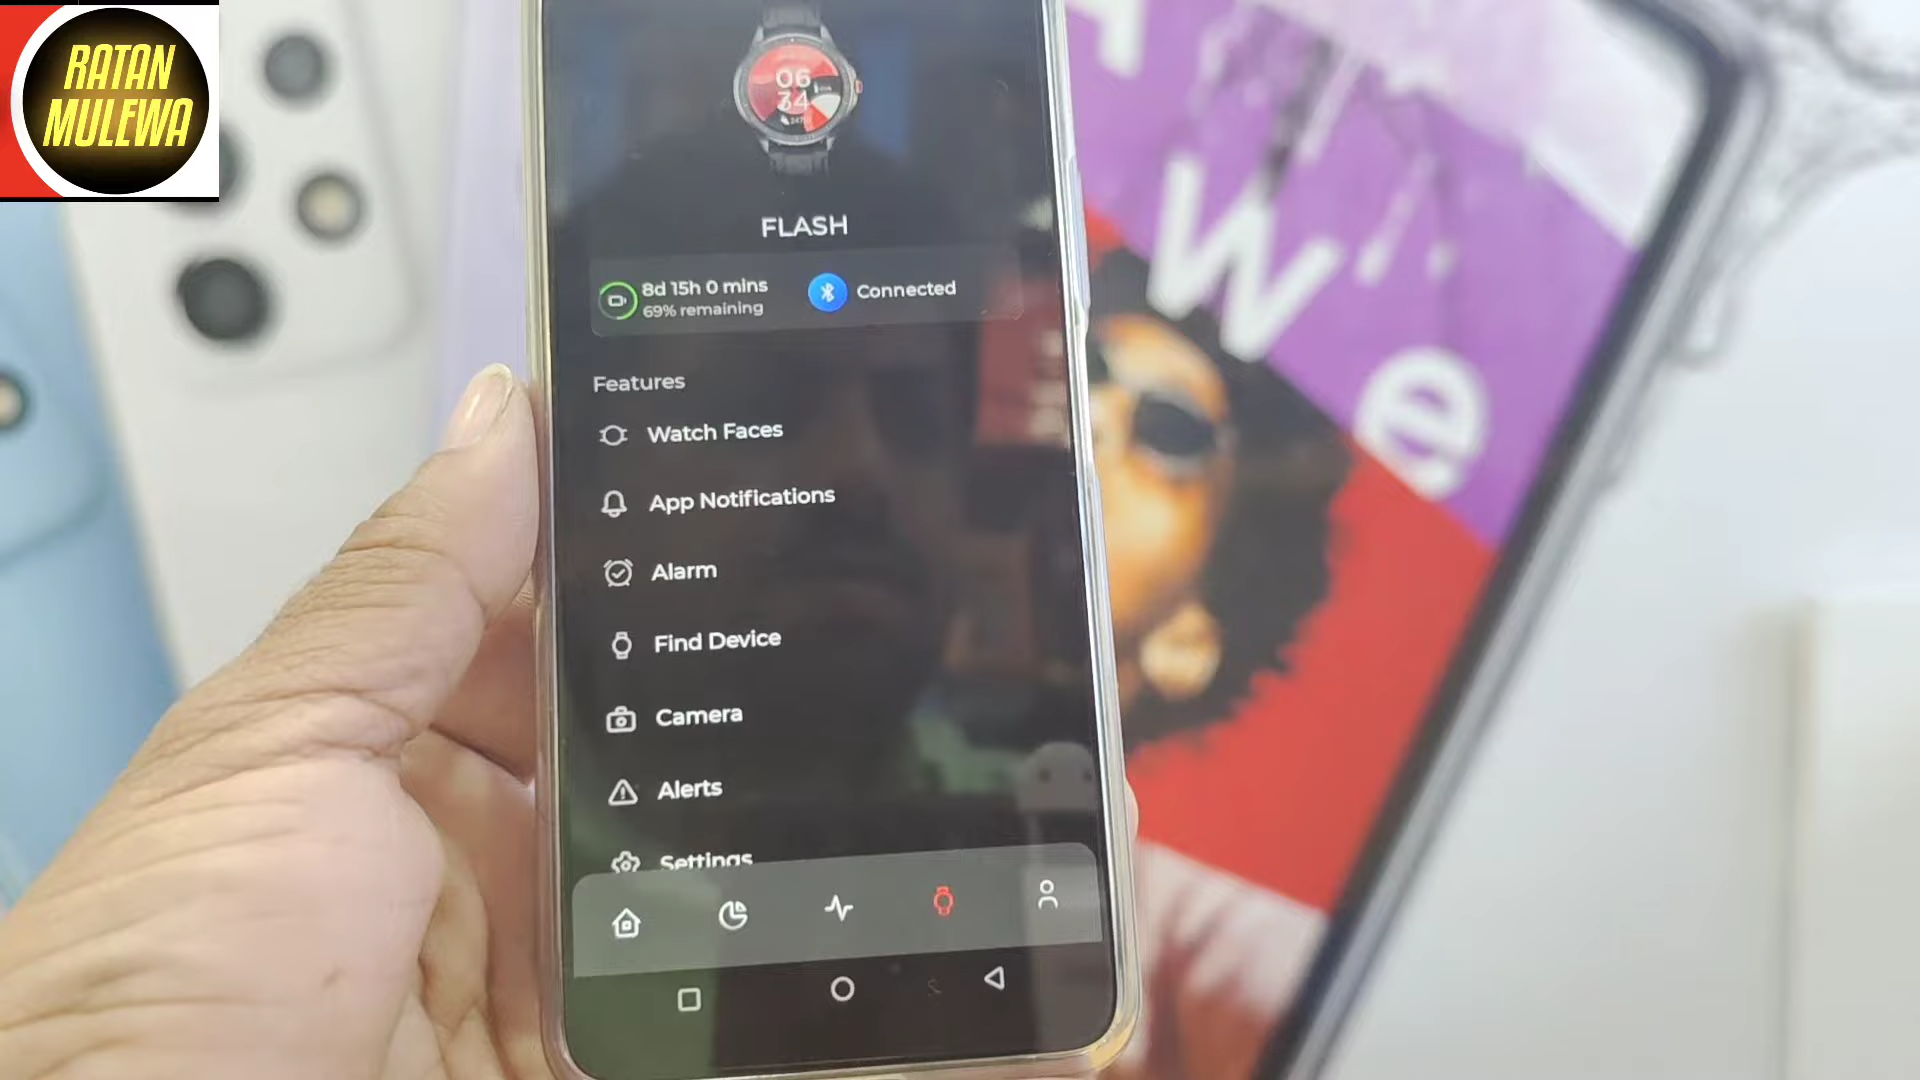 RATAN
MULEWA
06
34
FLASH
8d 15h 0 mins
69% remaining
Connected
Features
Watch Faces
App Notifications
Alarm
Find Device
Camera
Alerts
Settings
we